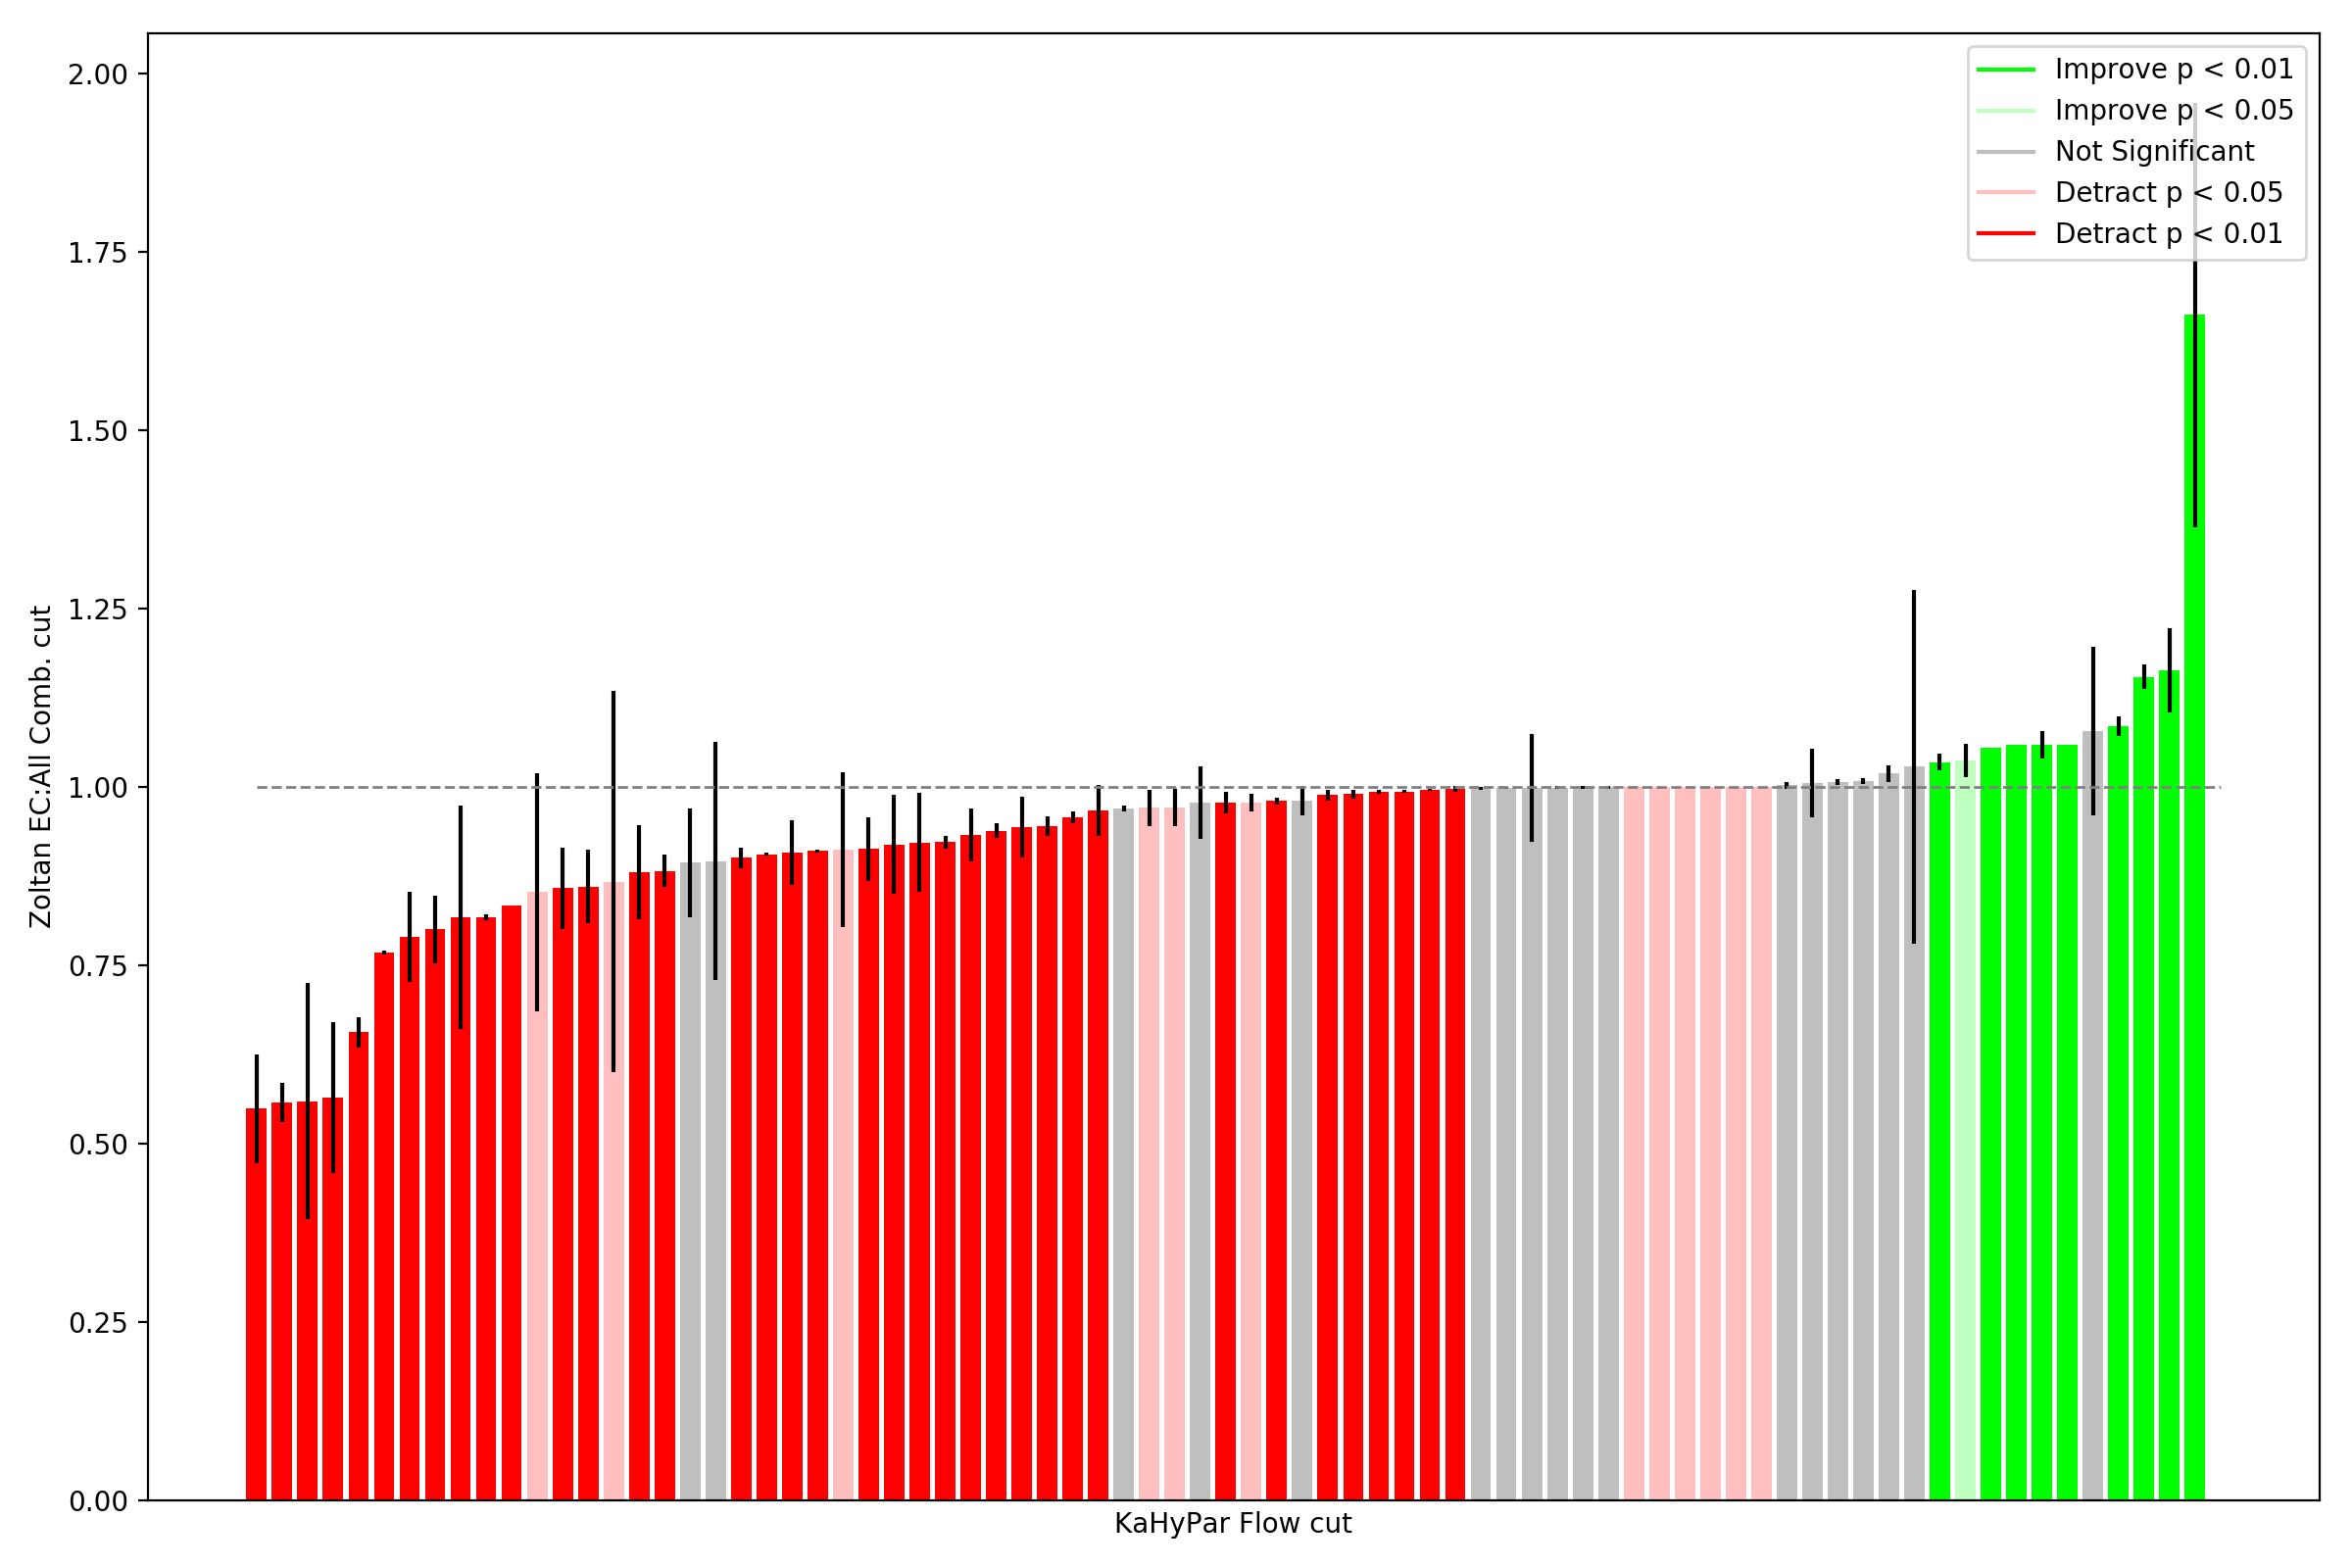 2.00
1.75
1.50
1.25
1.00
0.75
0.50
0.25
0.00
Zoltan EC:All Comb. cut
KaHyPar Flow cut
Improve p < 0.01
Improve p < 0.05
Not Significant
Detract p < 0.05
Detract p < 0.01